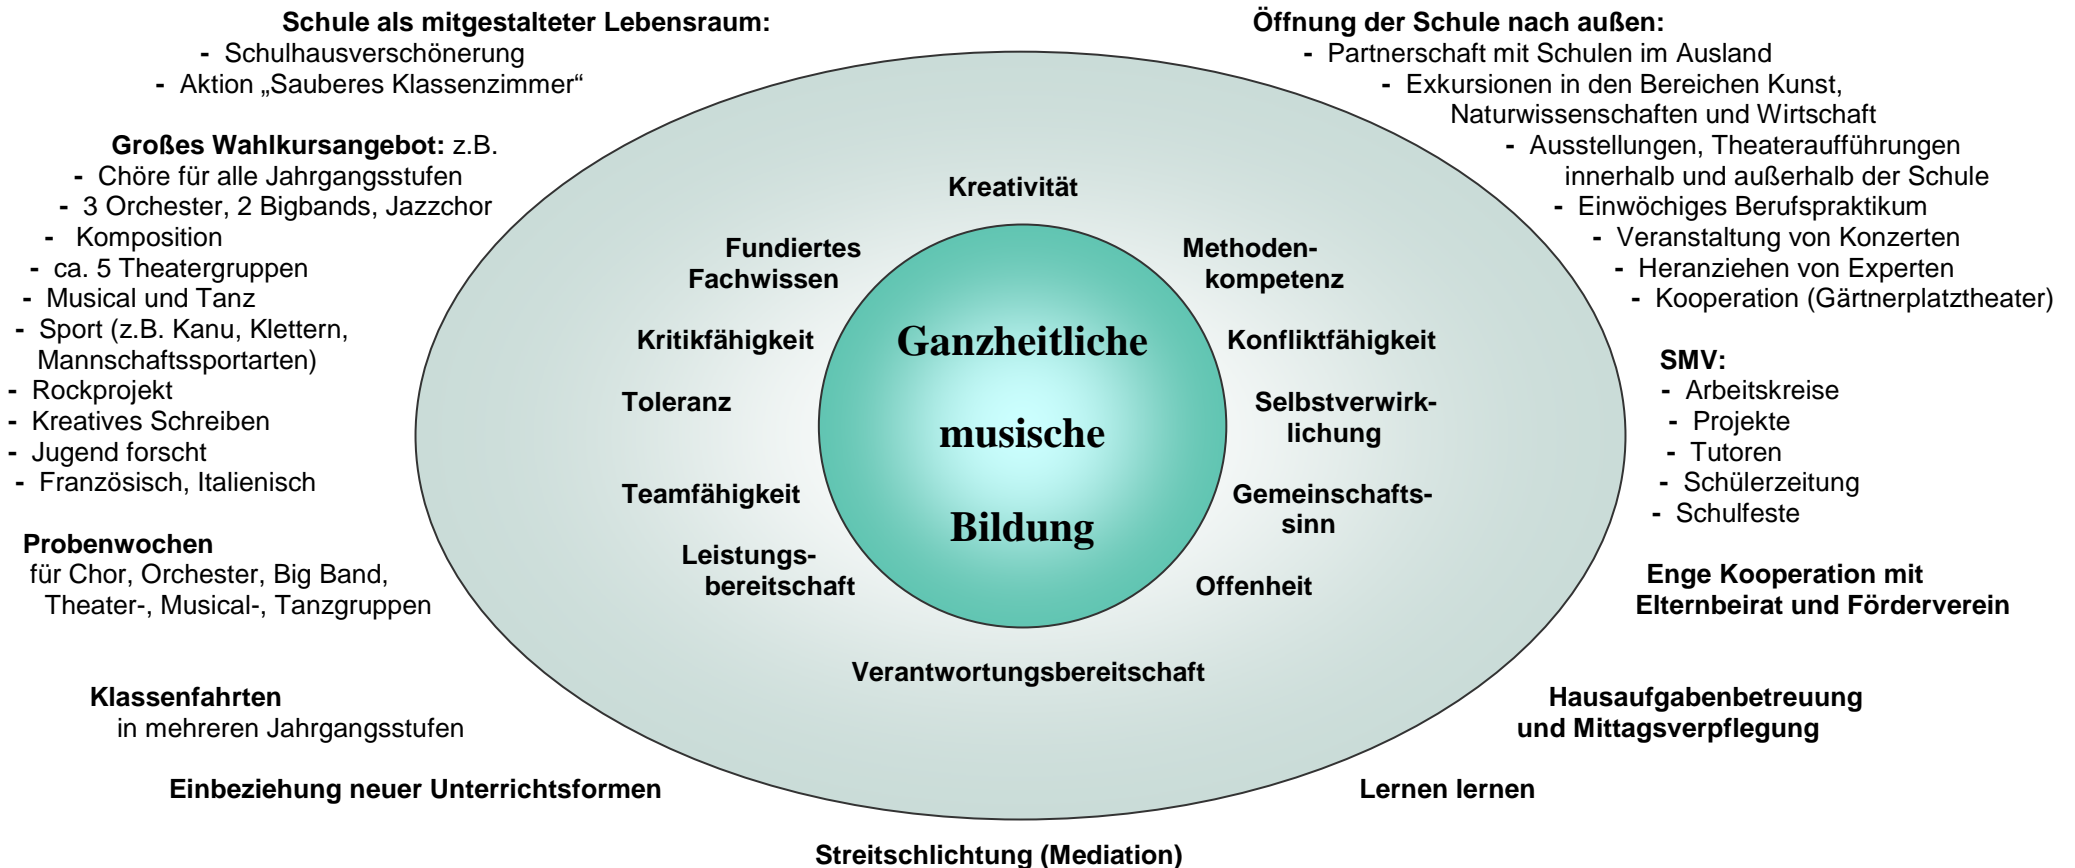 Schule als mitgestalteter Lebensraum:
- Schulhausverschönerung
- Aktion „Sauberes Klassenzimmer“
Großes Wahlkursangebot: z.B.
- Chöre für alle Jahrgangsstufen
- 3 Orchester, 2 Bigbands, Jazzchor
- Komposition
- ca. 5 Theatergruppen
- Musical und Tanz
- Sport (z.B. Kanu, Klettern,
Mannschaftssportarten)
- Rockprojekt
- Kreatives Schreiben
- Jugend forscht
- Französisch, Italienisch
Probenwochen
für Chor, Orchester, Big Band,
Theater-, Musical-, Tanzgruppen
Klassenfahrten
in mehreren Jahrgangsstufen
Einbeziehung neuer Unterrichtsformen
Kreativität
Fundiertes
Fachwissen
Kritikfähigkeit
Toleranz
Teamfähigkeit
Leistungs-
bereitschaft
Ganzheitliche
musische
Bildung
Methoden-
kompetenz
Konfliktfähigkeit
Selbstverwirk-
lichung
Gemeinschafts-
sinn
Offenheit
Verantwortungsbereitschaft
Öffnung der Schule nach außen:
- Partnerschaft mit Schulen im Ausland
- Exkursionen in den Bereichen Kunst,
Naturwissenschaften und Wirtschaft
- Ausstellungen, Theateraufführungen
innerhalb und außerhalb der Schule
- Einwöchiges Berufspraktikum
- Veranstaltung von Konzerten
- Heranziehen von Experten
- Kooperation (Gärtnerplatztheater)
SMV:
- Arbeitskreise
- Projekte
- Tutoren
- Schülerzeitung
- Schulfeste
Enge Kooperation mit
Elternbeirat und Förderverein
Hausaufgabenbetreuung
und Mittagsverpflegung
Lernen lernen
Streitschlichtung (Mediation)